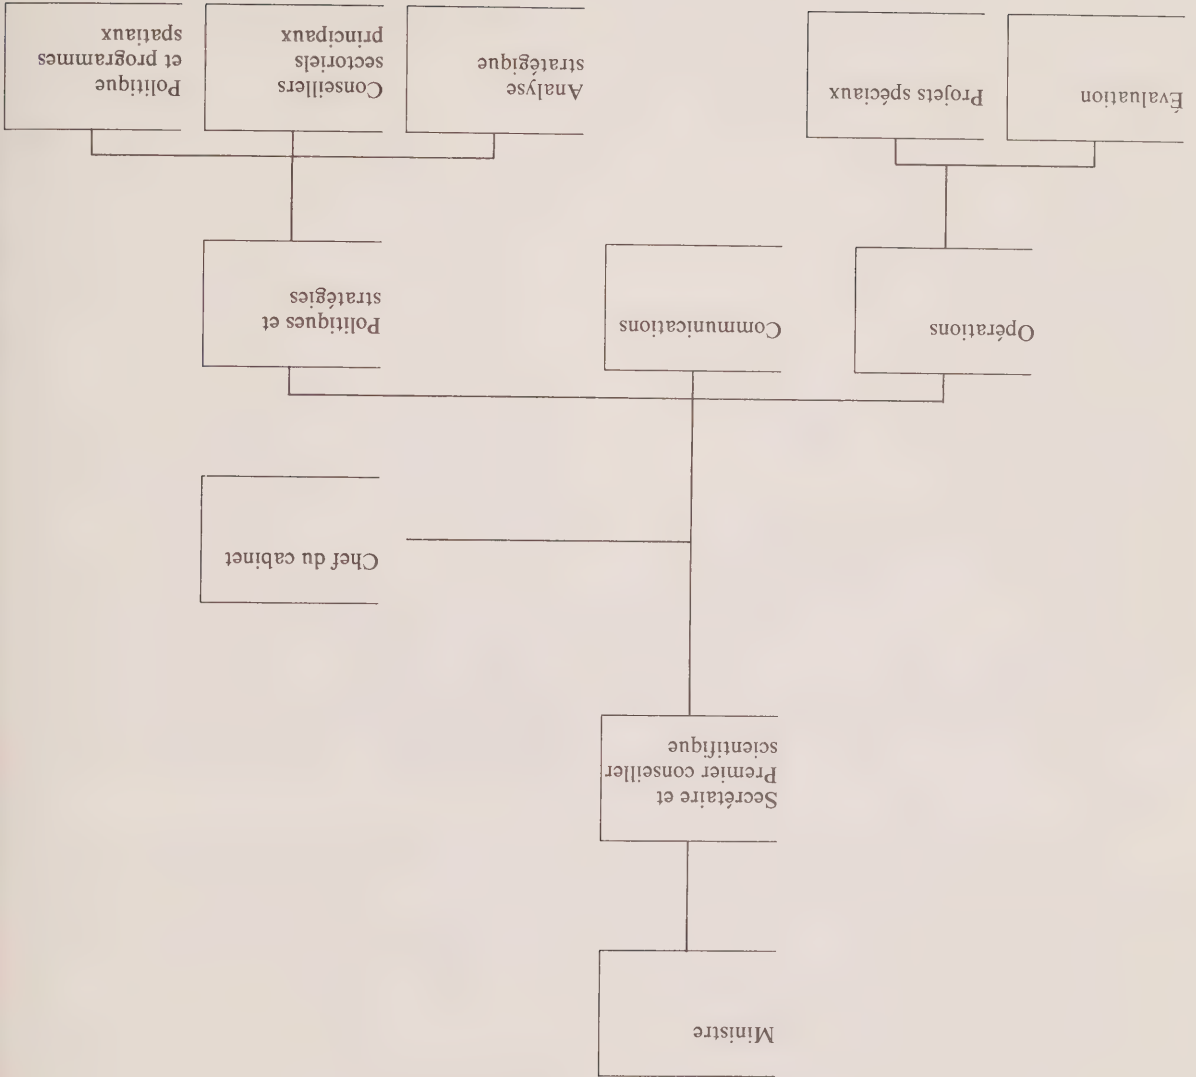 Ministre
Secrétaire et
Premier conseiller
scientifique
Chef du cabinet
Opérations
Communications
Politiques et
stratégies
Évaluation
Projets spéciaux
Analyse
stratégique
Conseillers
sectoriels
principaux
Politique
et programmes
spatiaux